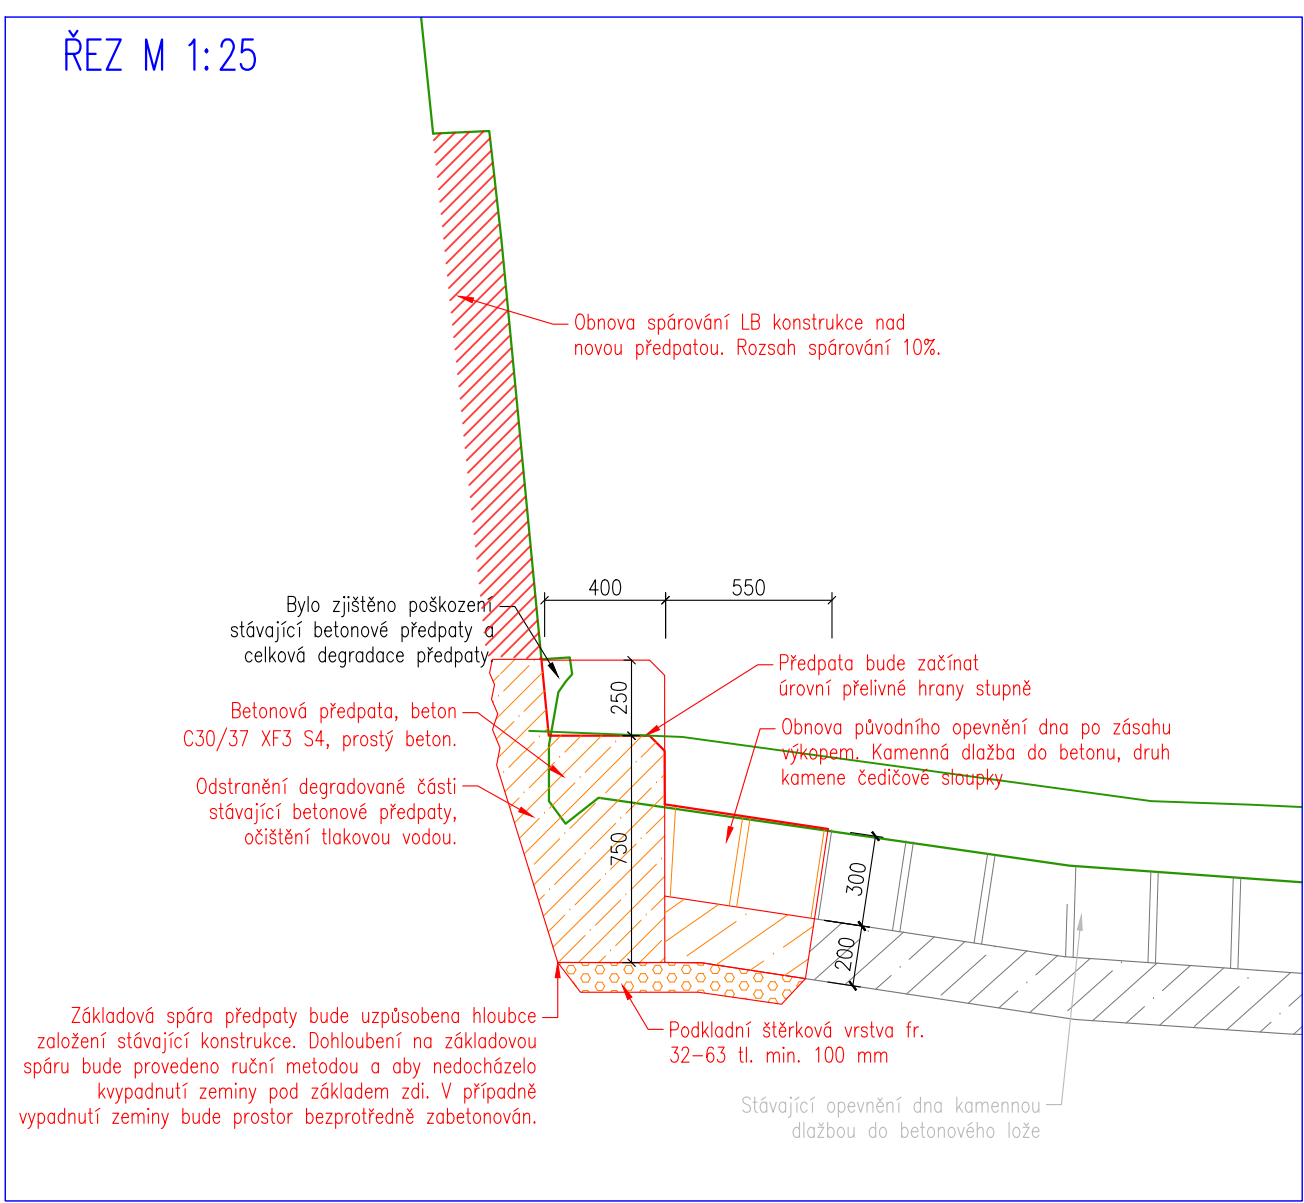 ŘEZ M 1:25
Obnova spárování LB konstrukce nad
novou předpatou. Rozsah spárování 10%.
400
550
Bylo zjištěno poškození
stávající betonové předpaty a
celková degradace předpaty
Předpata bude začínat
úrovní přelivné hrany stupně
250
Betonová předpata, beton
C30/37 XF3 S4, prostý beton.
Obnova původního opevnění dna po zásahu
výkopem. Kamenná dlažba do betonu, druh
kamene čedičové sloupky
Odstranění degradované části
stávající betonové předpaty,
očištění tlakovou vodou.
750
300
200
Základová spára předpaty bude uzpůsobena hloubce
založení stávající konstrukce. Dohloubení na základovou
spáru bude provedeno ruční metodou a aby nedocházelo
kvypadnutí zeminy pod základem zdi. V případně
vypadnutí zeminy bude prostor bezprotředně zabetonován.
Podkladní štěrková vrstva fr.
32-63 tl. min. 100 mm
Stávající opevnění dna kamennou
dlažbou do betonového lože